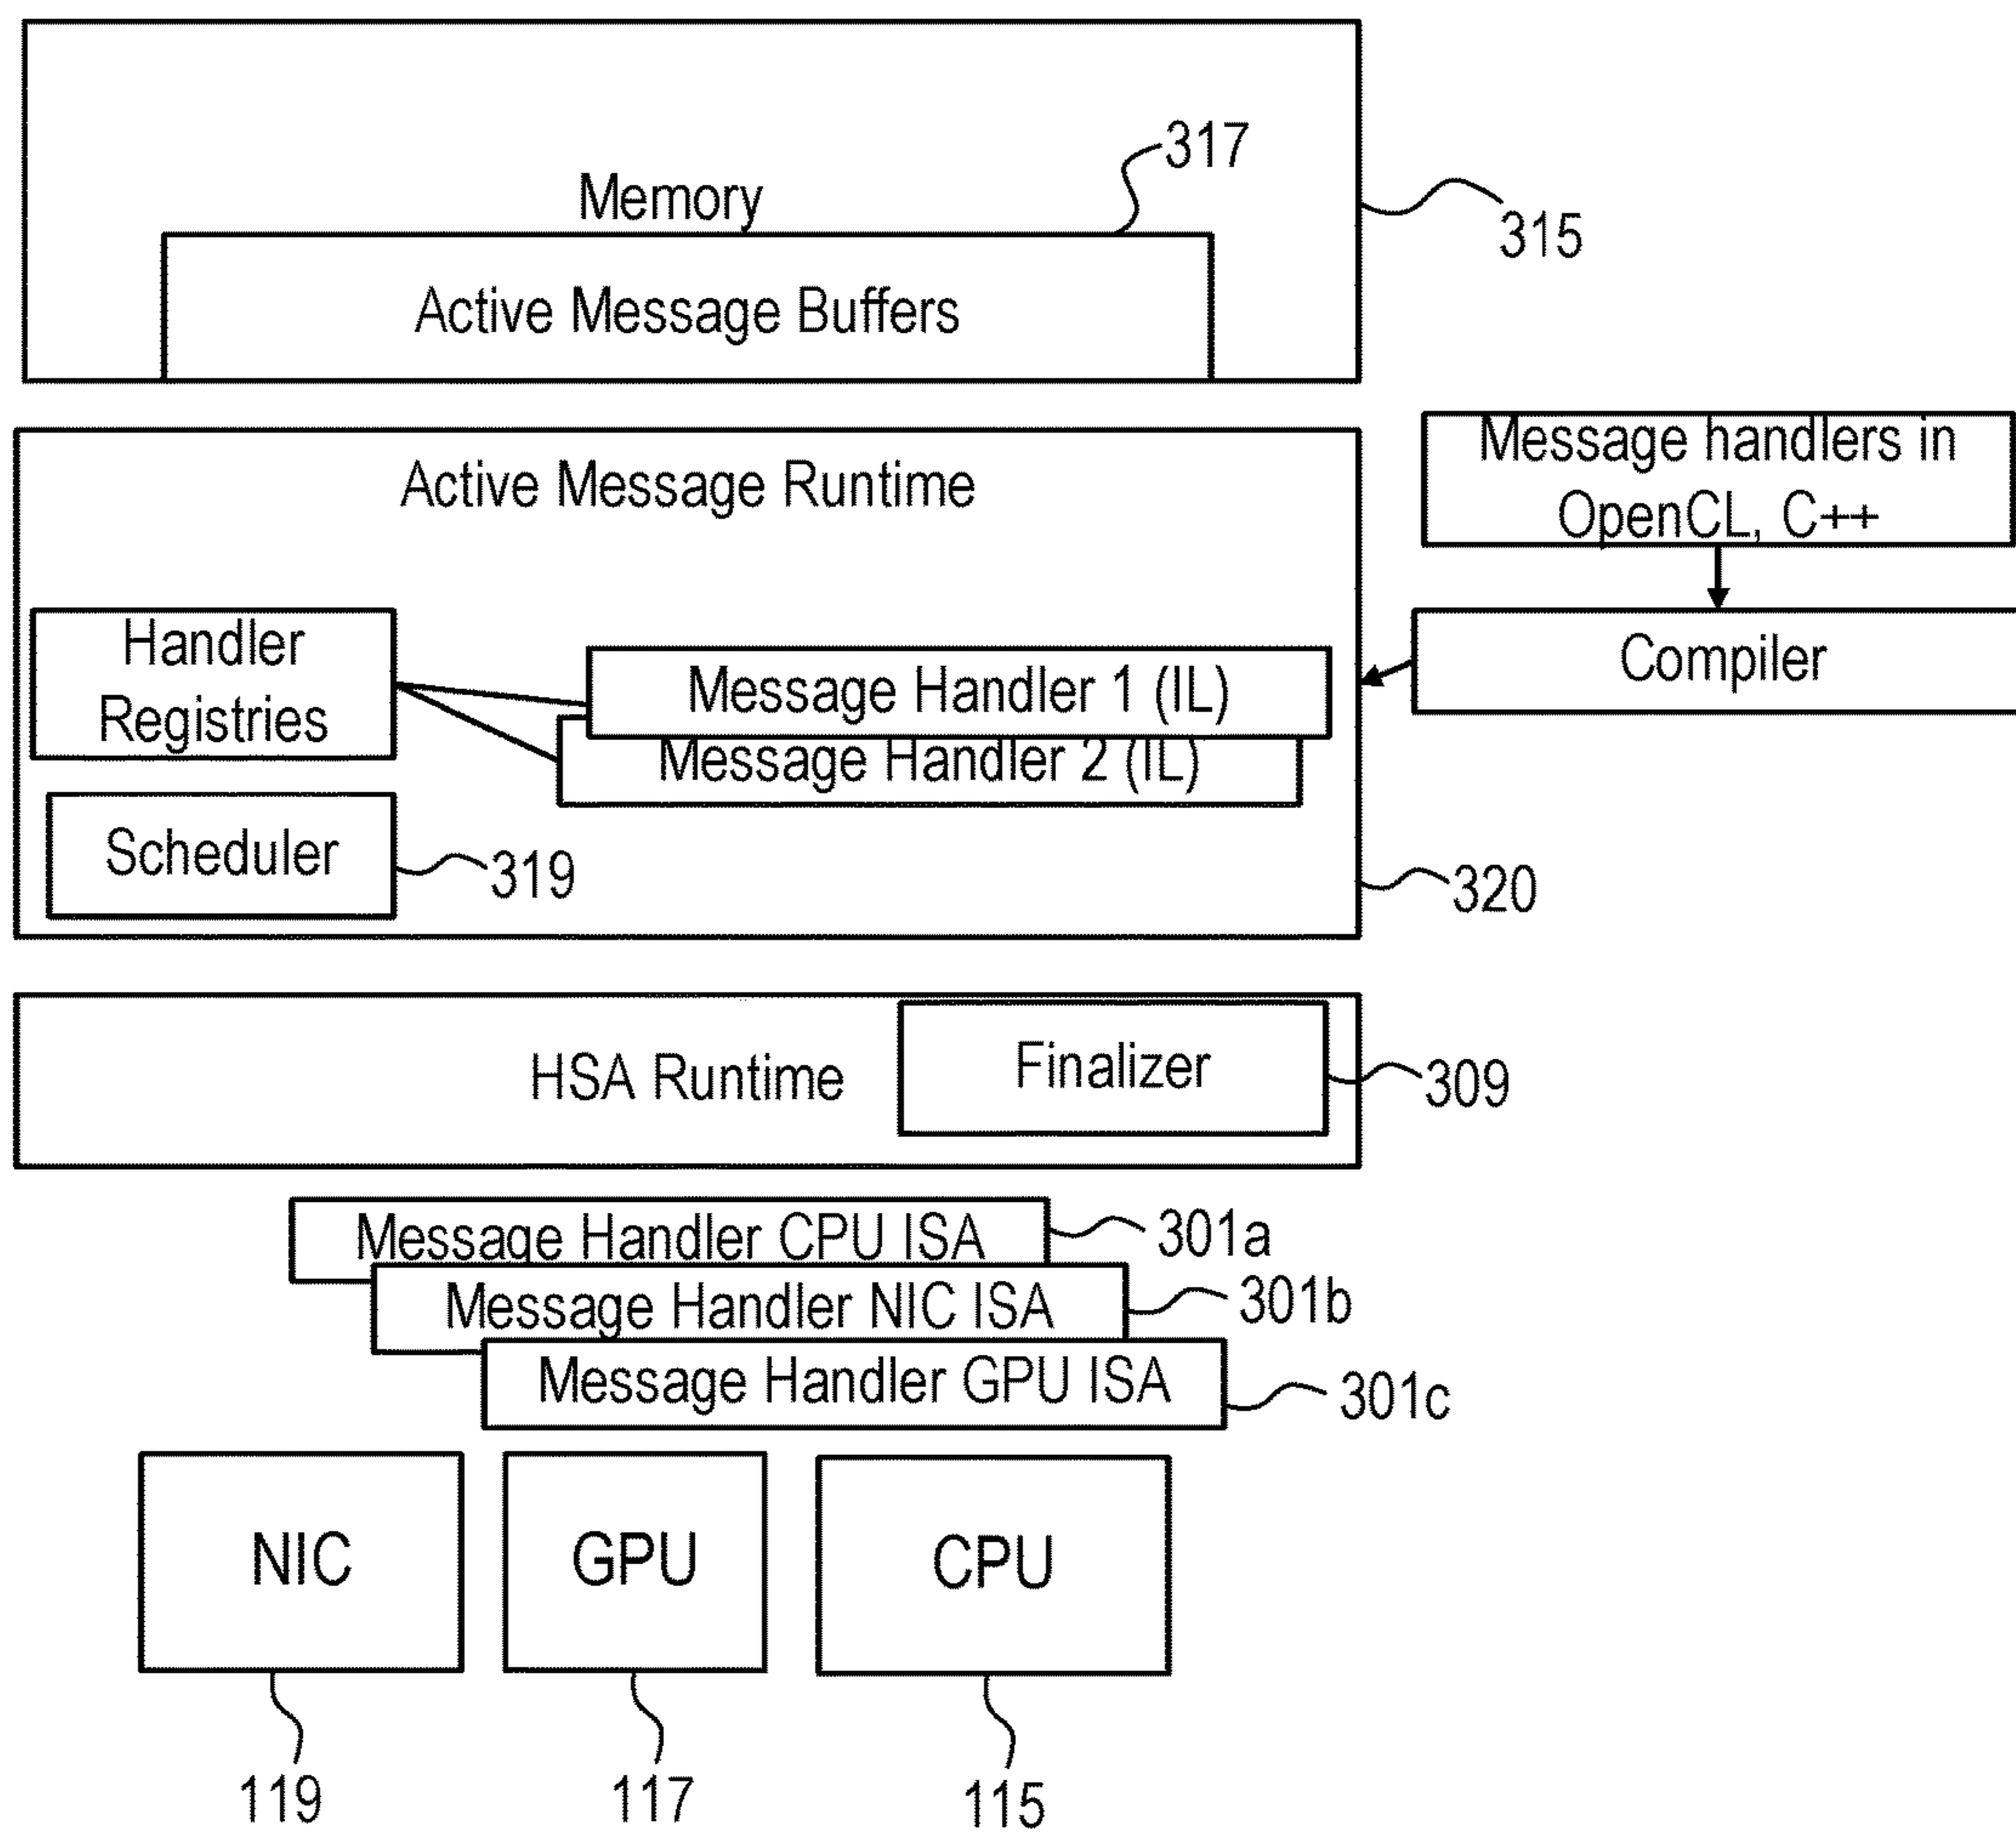 317
Memory
315
Active Message Buffers
Active Message Runtime
Message handlers in
OpenCL, C++
Handler
Registries
Message Handler 1 (IL)
Compiler
Message Handler 2 (IL)
Scheduler
319
320
HSA Runtime
Finalizer
309
Message Handler CPU ISA
301a
Message Handler NIC ISA
301b
Message Handler GPU ISA
301c
NIC
GPU
CPU
119
117
115